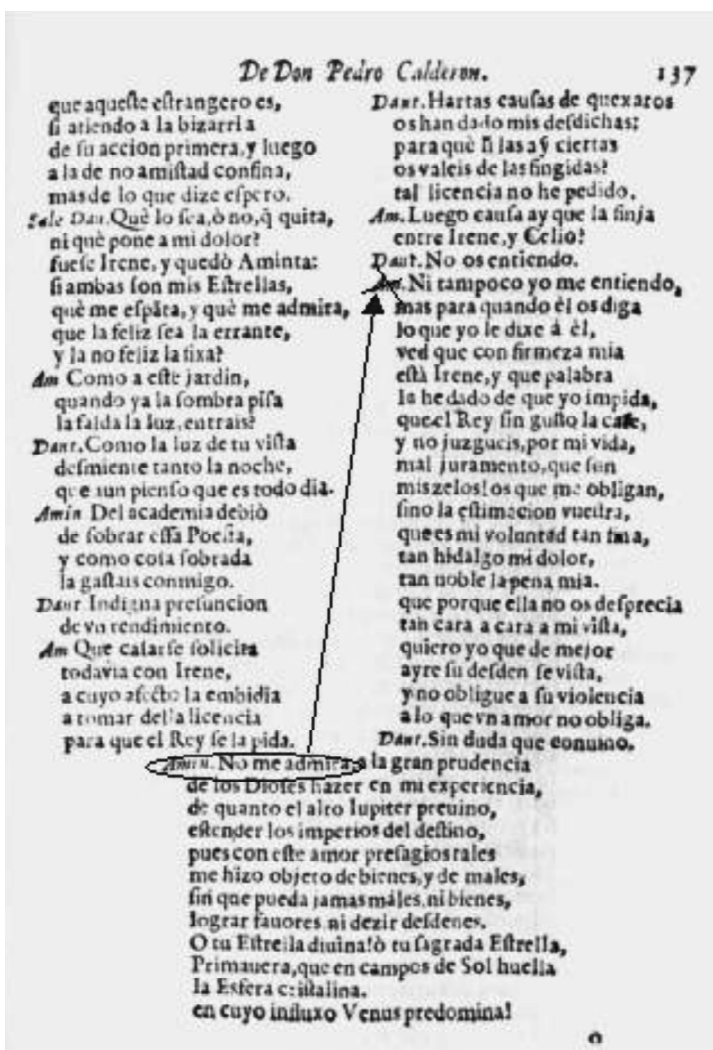 De Don Pedro Calderon. 137
que aqueste estrangero es,
si atiendo a la bizarria
de su accion primera, y luego
a la de no amistad confina,
mas de lo que dize espero.
Sale Dan. Què lo sea, ò no, q̃ quita,
ni què pone a mi dolor?
fuese Irene, y quedò Aminta:
si ambas son mis Estrellas,
què me espãta, y què me admira,
que la feliz sea la errante,
y la no feliz la fixa?
Am Como a este jardin,
quando ya la sombra pisa
la falda la luz, entrais?
Dant. Como la luz de tu vista
desmiente tanto la noche,
que aun pienso que es todo dia.
Amin Del academia debiò
de sobrar essa Poesia,
y como cosa sobrada
la gastais conmigo.
Dant Indigna presuncion
de vn rendimiento.
Am Que casarse solicita
todavia con Irene,
a cuyo afecto la embidia
a tomar della licencia
para que el Rey se la pida.
Dant. Hartas causas de quexaros
os han dado mis desdichas;
para què si las aỹ ciertas
os valeis de las fingidas?
tal licencia no he pedido.
Am. Luego causa ay que la finja
entre Irene, y Celio?
Dant. No os entiendo.
Am. Ni tampoco yo me entiendo,
mas para quando èl os diga
lo que yo le dixe á èl,
ved que con firmeza mia
està Irene, y que palabra
la he dado de que yo impida,
que el Rey sin gusto la case,
y no juzgueis, por mi vida,
mal juramento, que son
mis zelos los que me obligan,
sino la estimacion vuestra,
que es mi voluntad tan fina,
tan hidalgo mi dolor,
tan noble la pena mia.
que porque ella no os desprecia
tan cara a cara a mi vista,
quiero yo que de mejor
ayre su desden se vista,
y no obligue a su violencia
a lo que vn amor no obliga.
Dant. Sin duda que conuino.
Amin. No me admira, a la gran prudencia
de los Dioses hazer en mi experiencia,
de quanto el alto Iupiter preuino,
estender los imperios del destino,
pues con este amor presagios tales
me hizo objeto de bienes, y de males,
sin que pueda jamas males, ni bienes,
lograr fauores ni dezir desdenes.
O tu Estrella diuina! ò tu sagrada Estrella,
Primauera, que en campos de Sol huella
la Esfera cristalina.
en cuyo influxo Venus predomina!
o